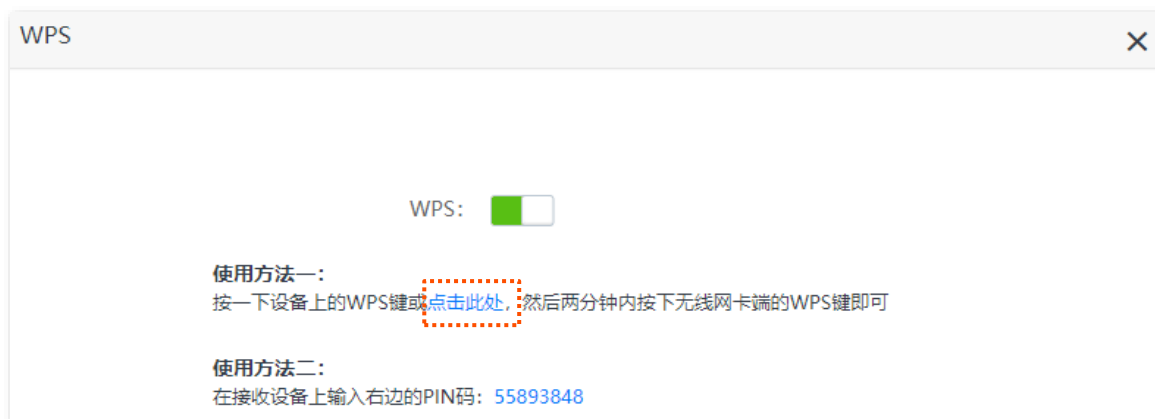 WPS
WPS：
使用方法一：
按一下设备上的WPS键或点击此处，然后两分钟内按下无线网卡端的WPS键即可
使用方法二：
在接收设备上输入右边的PIN码：55893848